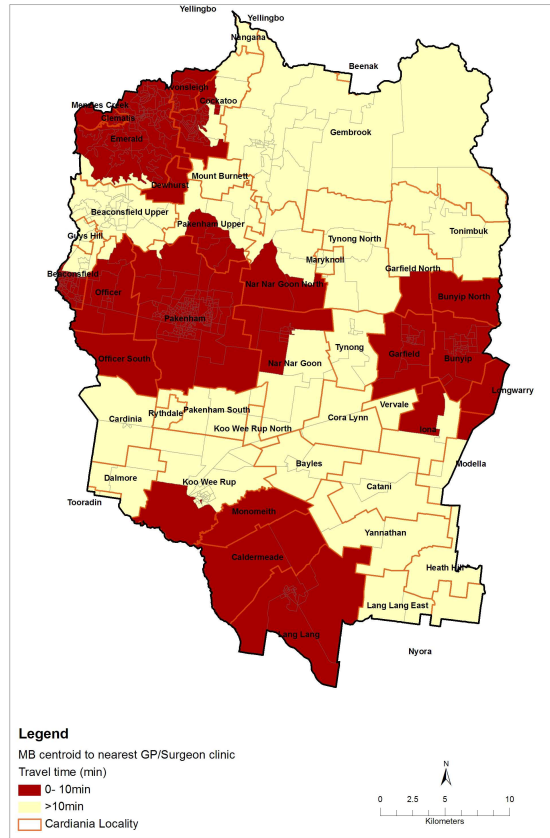 Yellingbo
Yellingbo
Nangana
Beenak
Avonsleigh
Menzies Creek
Cockatoo
Clematis
Emerald
Gembrook
Mount Burnett
Dewhurst
Beaconsfield Upper
Pakenham Upper
Tonimbuk
Guys Hill
Tynong North
Maryknoll
Garfield North
Beaconsfield
Nar Nar Goon North
Officer
Bunyip North
Pakenham
Tynong
Garfield
Officer South
Nar Nar Goon
Bunyip
Longwarry
Vervale
Rythdale
Pakenham South
Cardinia
Cora Lynn
Koo Wee Rup North
Iona
Bayles
Modella
Dalmore
Koo Wee Rup
Catani
Tooradin
Monomeith
Yannathan
Caldermeade
Heath Hill
Lang Lang East
Lang Lang
Nyora
Legend
MB centroid to nearest GP/Surgeon clinic
Travel time (min)
0- 10min
>10min
Cardiania Locality
N
0 2.5 5 10
Kilometers